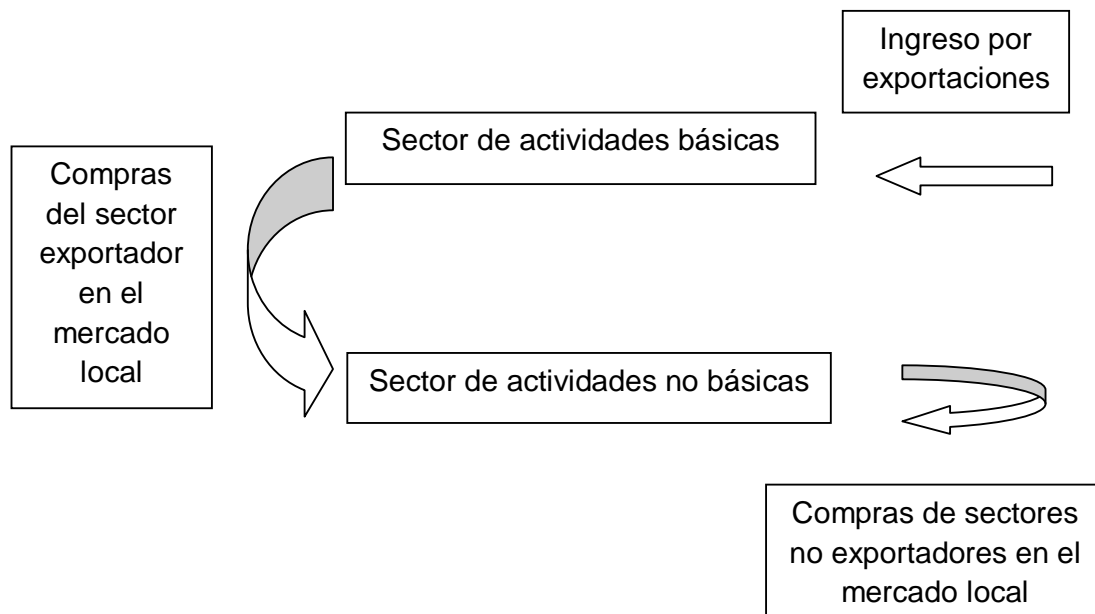 Ingreso por
exportaciones
Sector de actividades básicas
Compras
del sector
exportador
en el
mercado
local
Sector de actividades no básicas
Compras de sectores
no exportadores en el
mercado local